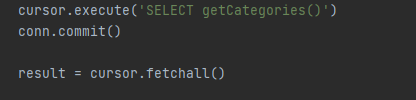 cursor.execute('SELECT getCategories()')
conn.commit()
result = cursor.fetchall()